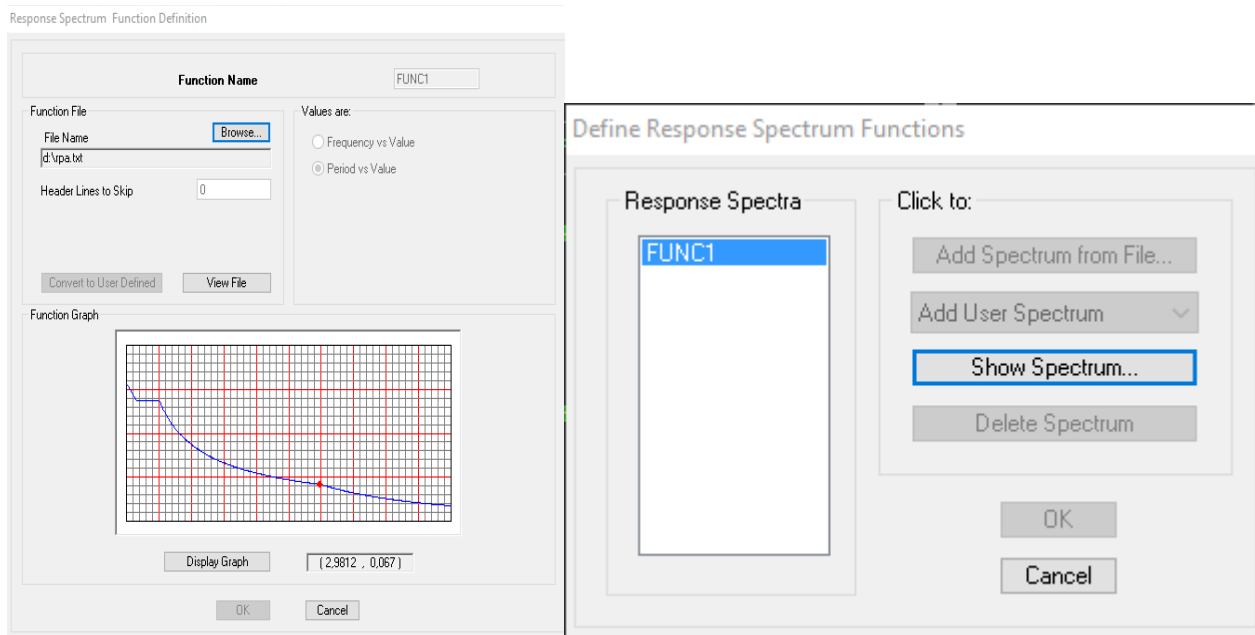 Response Spectrum Function Definition
Function Name
FUNC1
Function File
File Name
Browse...
d:\rpa.txt
Header Lines to Skip
0
Convert to User Defined
View File
Values are:
Frequency vs Value
Period vs Value
Function Graph
Display Graph
( 2,9812 , 0,067 )
OK
Cancel
Define Response Spectrum Functions
Response Spectra
FUNC1
Click to:
Add Spectrum from File...
Add User Spectrum
Show Spectrum...
Delete Spectrum
OK
Cancel